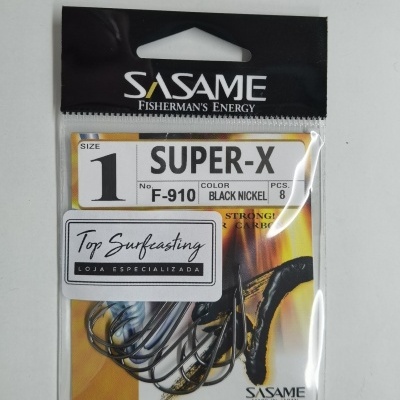 SASAME
FISHERMAN'S ENERGY
SIZE
1
SUPER-X
No.
F-910
COLOR
BLACK NICKEL
PCS.
8
STRONG!
CARBO
Top Surfcasting
LOJA ESPECIALIZADA
SASAME